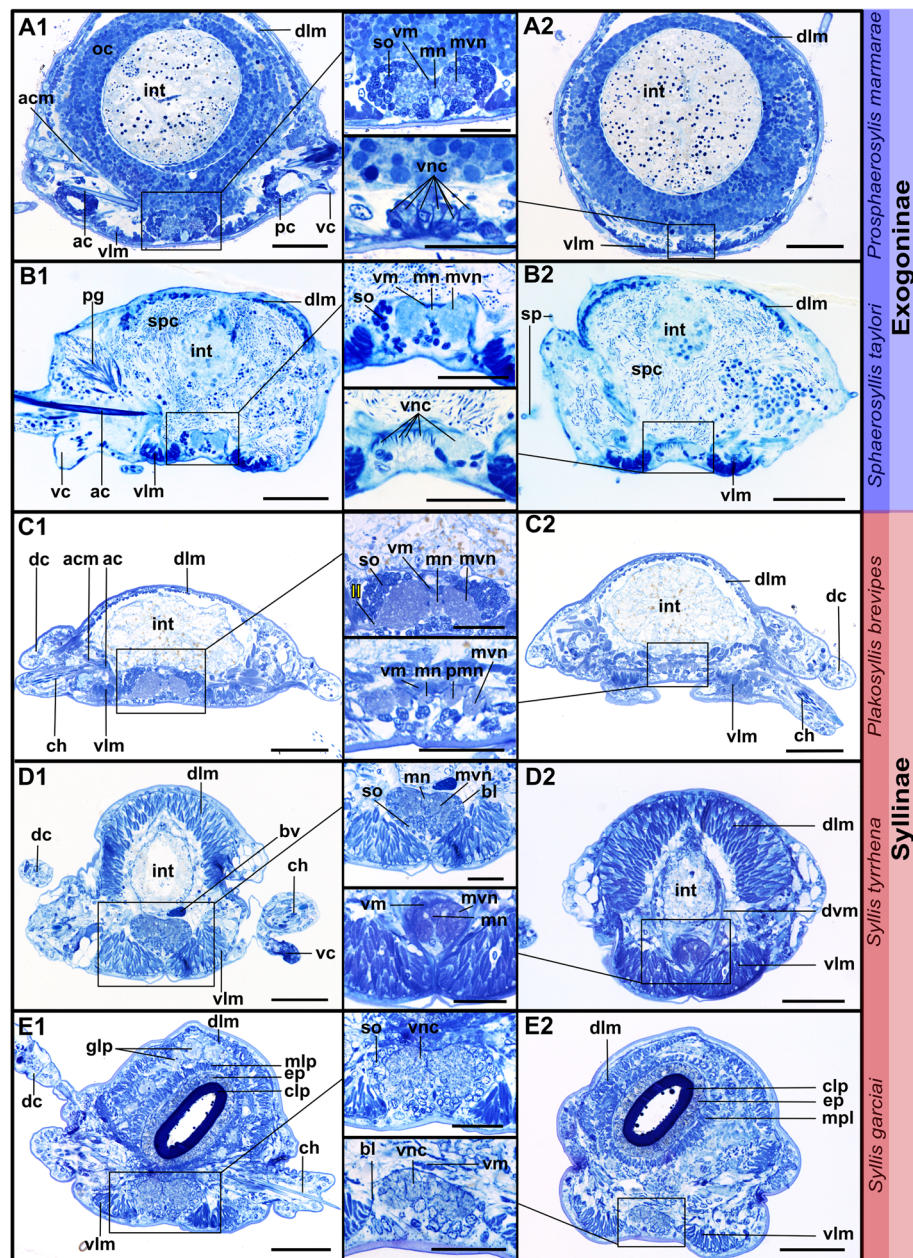 A1
oc
dlm
acm
int
ac
vlm
pc
vc
vm
so
mn
mvn
vnc
A2
dlm
int
vlm
Prosphaerosylis marmarae
B1
pg
spc
dlm
int
ac
vc
ac
vlm
vm
mn
mvn
so
vnc
B2
sp
dlm
int
spc
vlm
Sphaerosyllis taylori
Exogoninae
C1
dc
acm
ac
dlm
int
ch
vlm
vm
so
mn
mvn
vm
mn
pmn
mvn
C2
dlm
dc
int
vlm
ch
Plakosyllis brevipes
D1
dlm
dc
bv
int
ch
vc
vlm
mn
mvn
so
bl
vm
mvn
mn
D2
dlm
int
dvm
vlm
Syllis tyrrhena
Syllinae
E1
dlm
glp
mlp
ep
clp
dc
ch
vlm
so
vnc
bl
vnc
vm
E2
dlm
clp
ep
mpl
vlm
Syllis garciai